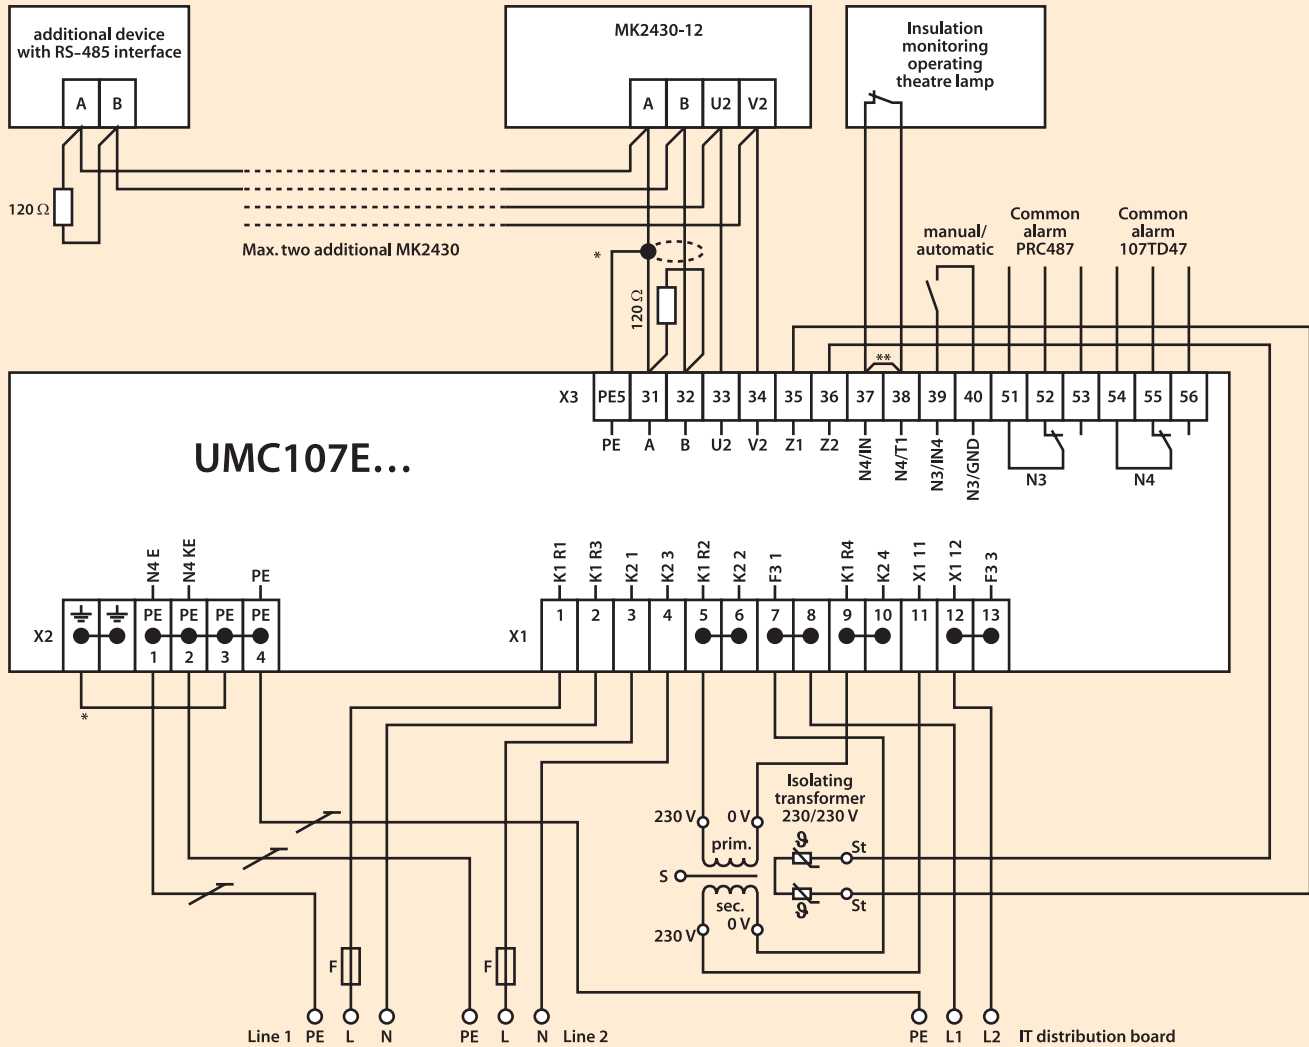 additional device
with RS-485 interface
A B
MK2430-12
A B U2 V2
Insulation
monitoring
operating
theatre lamp
120 Ω
Max. two additional MK2430
*
120 Ω
manual/
automatic
Common
alarm
PRC487
Common
alarm
107TD47
**
X3 PE5 31 32 33 34 35 36 37 38 39 40 51 52 53 54 55 56
PE A B U2 V2 Z1 Z2 N4/IN N4/T1 N3/IN4 N3/GND N3 N4
UMC107E...
N4 E N4 KE PE
K1 R1 K1 R3 K2 1 K2 3 K1 R2 K2 2 F3 1 K1 R4 K2 4 X1 11 X1 12 F3 3
X2 PE PE PE PE
1 2 3 4
X1 1 2 3 4 5 6 7 8 9 10 11 12 13
*
Isolating
transformer
230/230 V
230 V 0 V
prim.
ϑ St
S
ϑ St
sec.
230 V 0 V
F F
Line 1 PE L N PE L N Line 2 PE L1 L2 IT distribution board